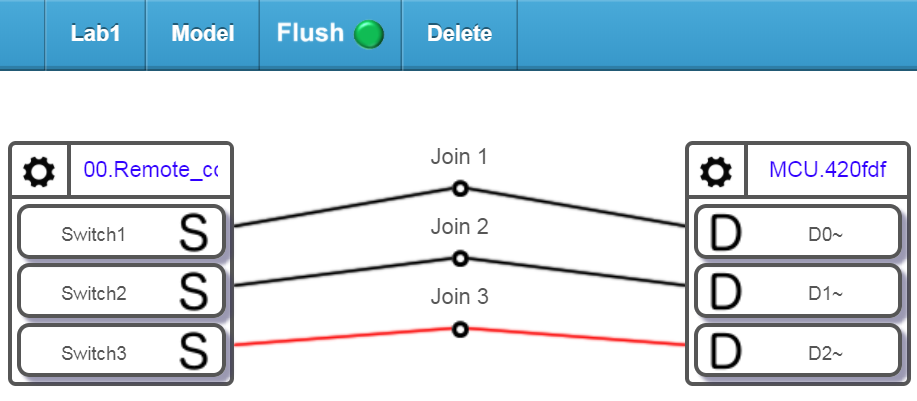 Lab1 Model Flush Delete
Join 1
00.Remote_cc
MCU.420fdf
Join 2
Switch1 S
D D0~
Switch2 S
D D1~
Join 3
Switch3 S
D D2~